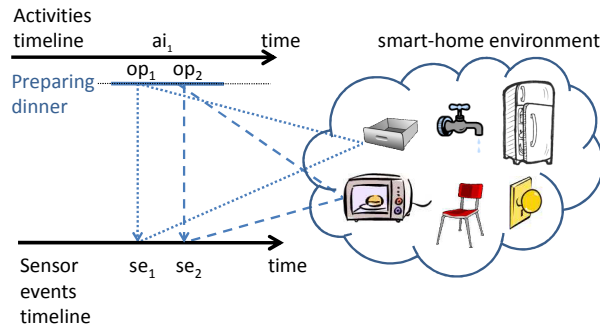 Activities
timeline
ai₁
time
smart-home environment
op₁ op₂
Preparing
dinner
Sensor
events
timeline
se₁ se₂
time